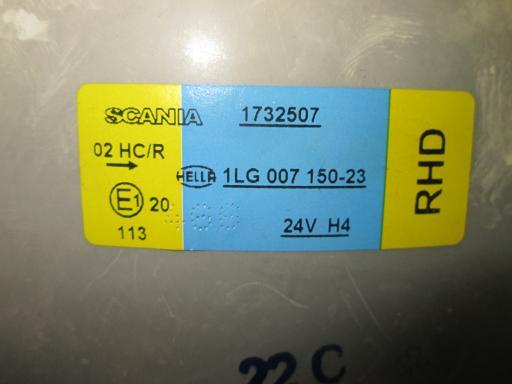 SCANIA 1732507
02 HC/R
HELLA 1LG 007 150-23
E1 20
24V H4
113
RHD
22 C